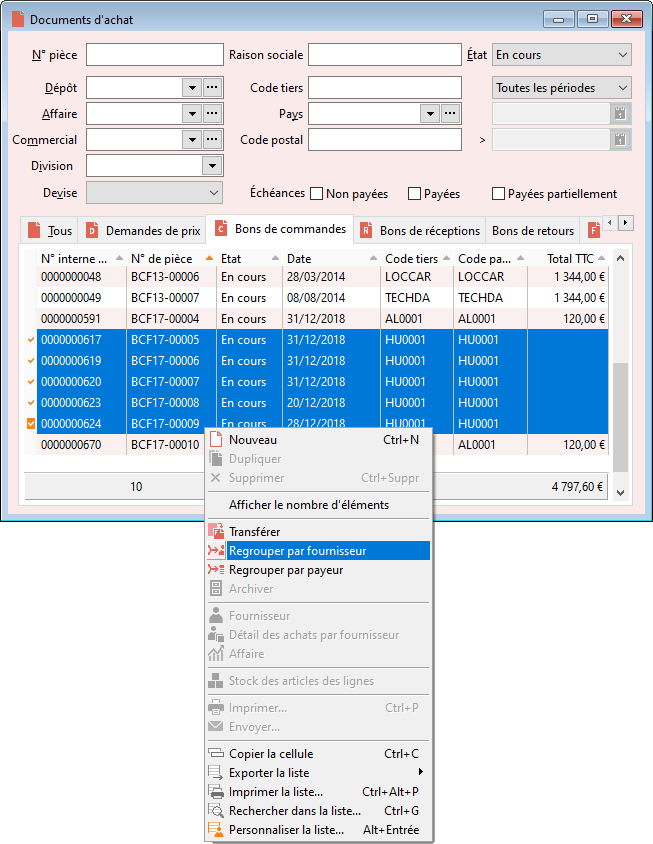 Documents d'achat
N° pièce Raison sociale État En cours
Dépôt Code tiers Toutes les périodes
Affaire Pays
Commercial Code postal >
Division
Devise Échéances Non payées Payées Payées partiellement
Tous D Demandes de prix C Bons de commandes R Bons de réceptions Bons de retours F
N° interne ... N° de pièce Etat Date Code tiers Code pa... Total TTC
0000000048 BCF13-00006 En cours 28/03/2014 LOCCAR LOCCAR 1 344,00 €
0000000049 BCF13-00007 En cours 08/08/2014 TECHDA TECHDA 1 344,00 €
0000000591 BCF17-00004 En cours 31/12/2018 AL0001 AL0001 120,00 €
0000000617 BCF17-00005 En cours 31/12/2018 HU0001 HU0001
0000000619 BCF17-00006 En cours 31/12/2018 HU0001 HU0001
0000000620 BCF17-00007 En cours 31/12/2018 HU0001 HU0001
0000000623 BCF17-00008 En cours 20/12/2018 HU0001 HU0001
0000000624 BCF17-00009 En cours 28/12/2018 HU0001 HU0001
0000000670 BCF17-00010 AL0001 120,00 €
10 4 797,60 €
Nouveau Ctrl+N
Dupliquer
Supprimer Ctrl+Suppr
Afficher le nombre d'éléments
Transférer
Regrouper par fournisseur
Regrouper par payeur
Archiver
Fournisseur
Détail des achats par fournisseur
Affaire
Stock des articles des lignes
Imprimer... Ctrl+P
Envoyer...
Copier la cellule Ctrl+C
Exporter la liste
Imprimer la liste... Ctrl+Alt+P
Rechercher dans la liste... Ctrl+G
Personnaliser la liste... Alt+Entrée